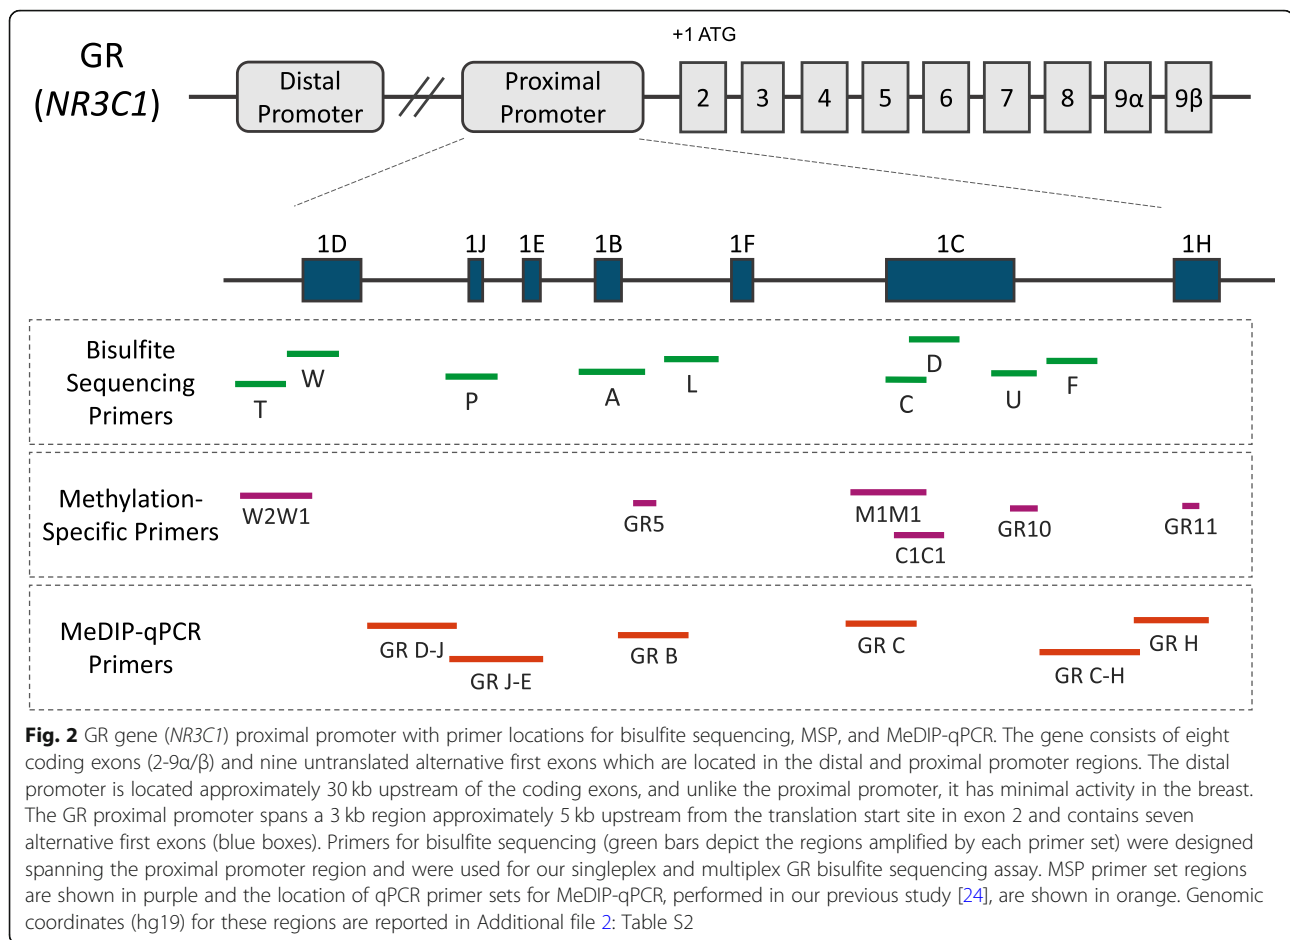 +1 ATG
GR
(NR3C1)
Distal
Promoter
Proximal
Promoter
2 3 4 5 6 7 8 9α 9β
1D 1J 1E 1B 1F 1C 1H
Bisulfite
Sequencing
Primers
T W P A L C D U F
Methylation-
Specific Primers
W2W1 GR5 M1M1 C1C1 GR10 GR11
MeDIP-qPCR
Primers
GR D-J GR J-E GR B GR C GR C-H GR H
Fig. 2 GR gene (NR3C1) proximal promoter with primer locations for bisulfite sequencing, MSP, and MeDIP-qPCR. The gene consists of eight
coding exons (2-9α/β) and nine untranslated alternative first exons which are located in the distal and proximal promoter regions. The distal
promoter is located approximately 30 kb upstream of the coding exons, and unlike the proximal promoter, it has minimal activity in the breast.
The GR proximal promoter spans a 3 kb region approximately 5 kb upstream from the translation start site in exon 2 and contains seven
alternative first exons (blue boxes). Primers for bisulfite sequencing (green bars depict the regions amplified by each primer set) were designed
spanning the proximal promoter region and were used for our singleplex and multiplex GR bisulfite sequencing assay. MSP primer set regions
are shown in purple and the location of qPCR primer sets for MeDIP-qPCR, performed in our previous study [24], are shown in orange. Genomic
coordinates (hg19) for these regions are reported in Additional file 2: Table S2